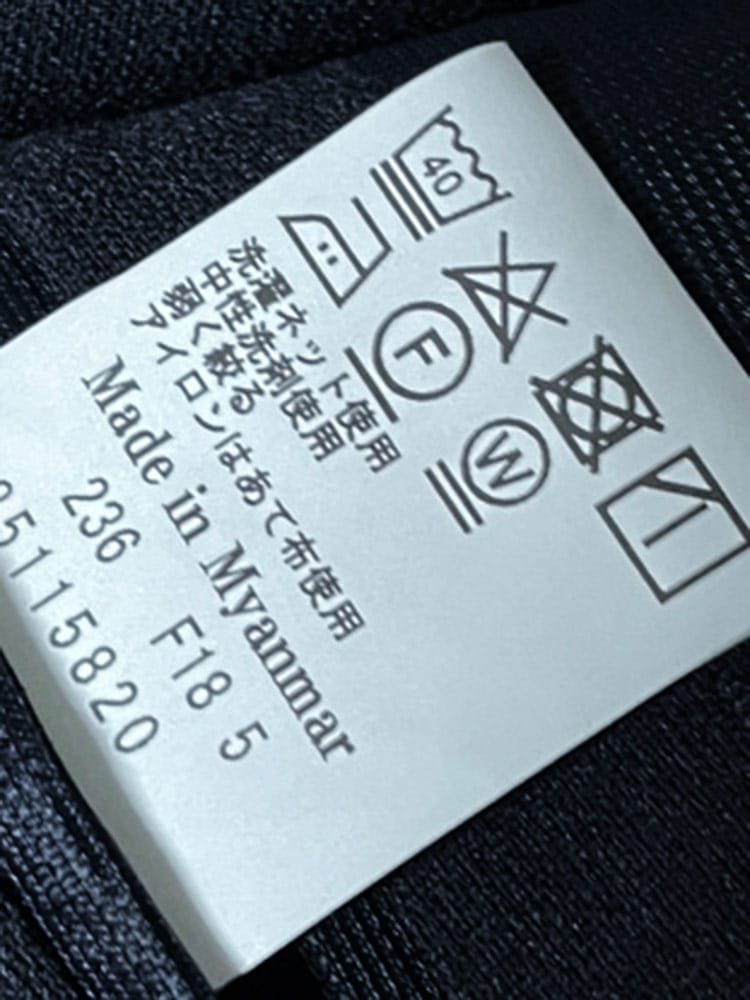 40
F
W
洗濯ネット使用
中性洗剤使用
弱く絞る
アイロンはあて布使用
Made in Myanmar
236 F18 5
5115820